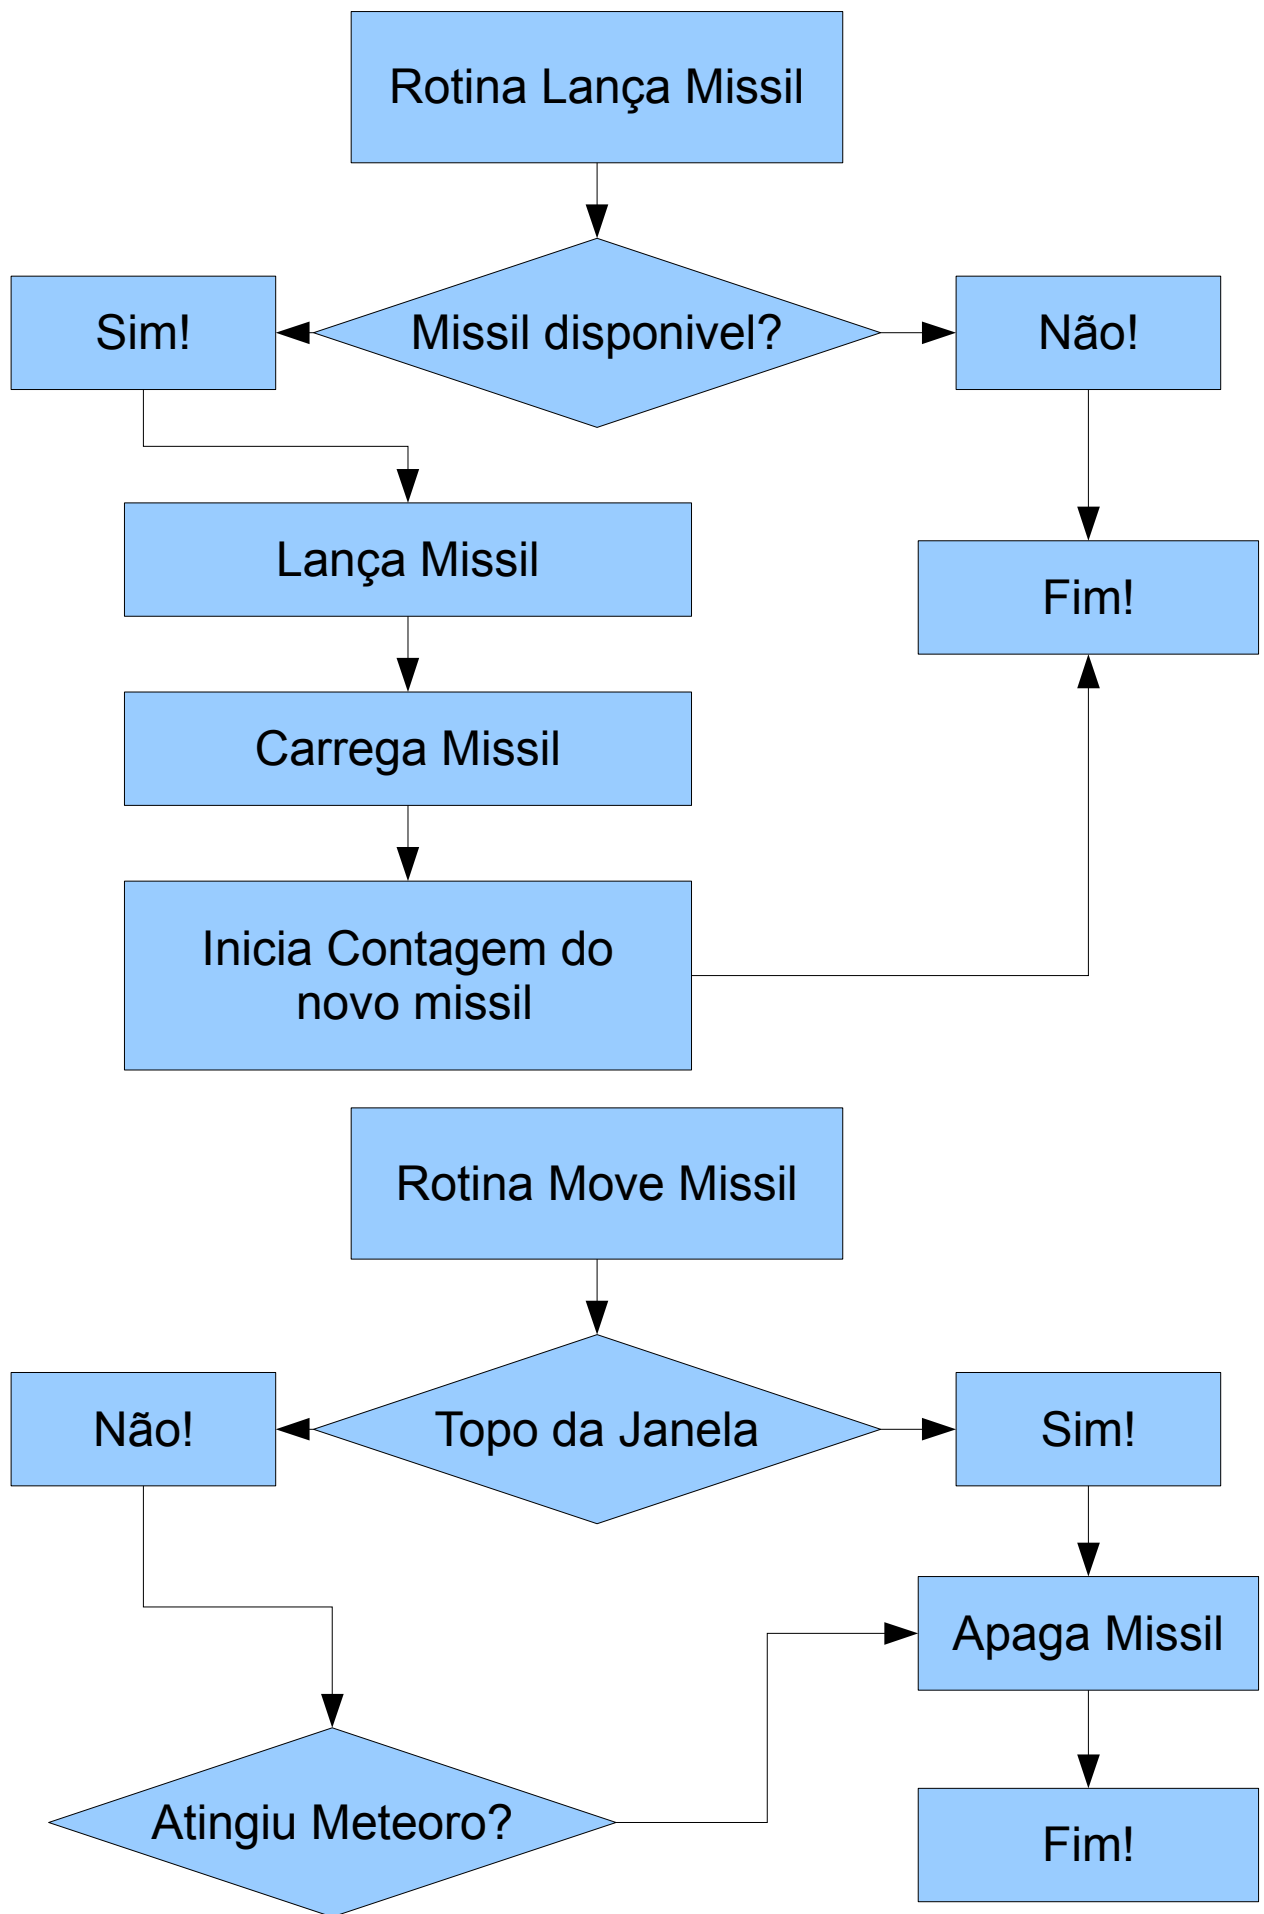 Rotina Lança Missil
Sim!
Missil disponivel?
Não!
Lança Missil
Fim!
Carrega Missil
Inicia Contagem do
novo missil
Rotina Move Missil
Não!
Topo da Janela
Sim!
Apaga Missil
Atingiu Meteoro?
Fim!